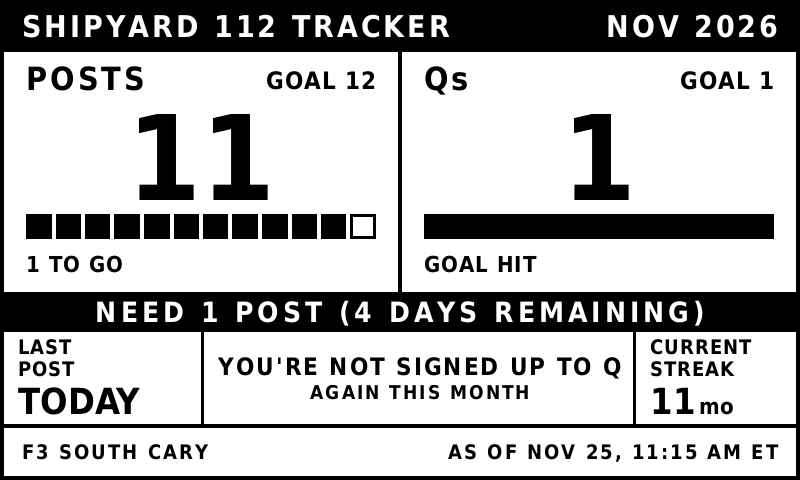 SHIPYARD 112 TRACKER
NOV 2026
POSTS
GOAL 12
11
1 TO GO
Qs
GOAL 1
1
GOAL HIT
NEED 1 POST (4 DAYS REMAINING)
LAST
POST
TODAY
YOU'RE NOT SIGNED UP TO Q
AGAIN THIS MONTH
CURRENT
STREAK
11 mo
F3 SOUTH CARY
AS OF NOV 25, 11:15 AM ET